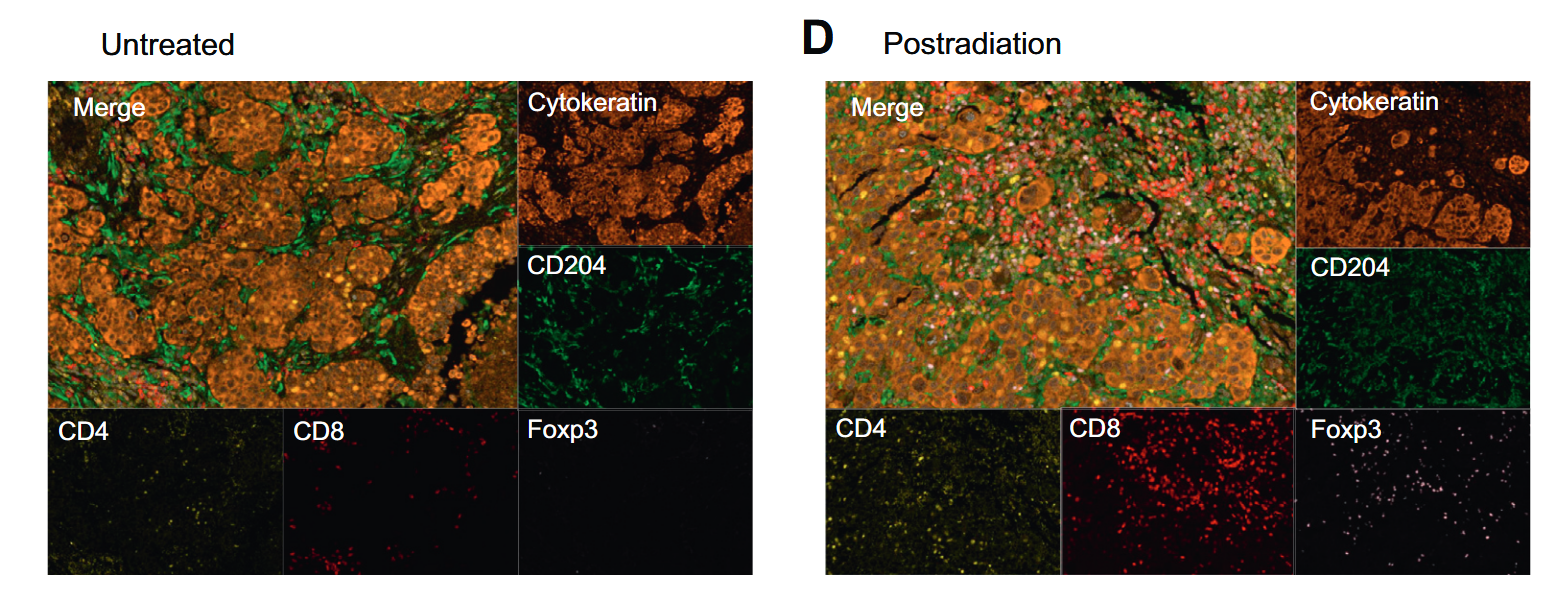 Untreated
Merge
Cytokeratin
CD204
CD4
CD8
Foxp3
D
Postradiation
Merge
Cytokeratin
CD204
CD4
CD8
Foxp3